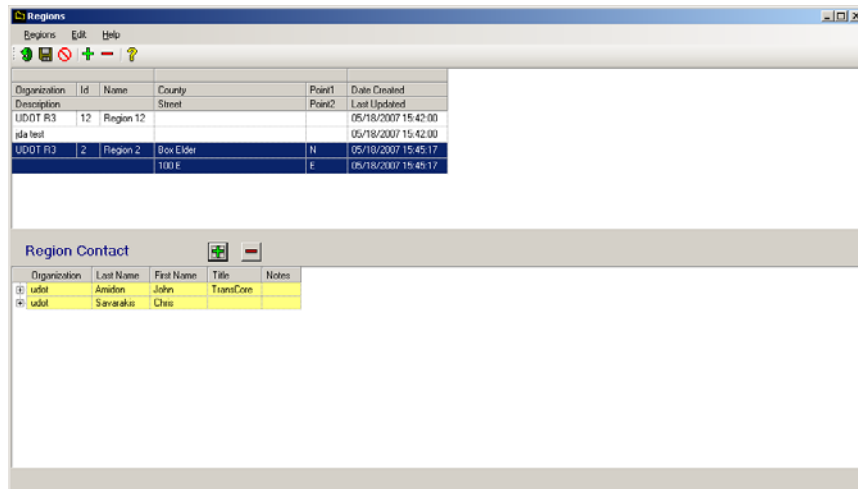 Regions
Regions Edit Help
Organization Id Name County Point1 Date Created
Description Street Point2 Last Updated
UDOT R3 12 Region 12 05/18/2007 15:42:00
jda test 05/18/2007 15:42:00
UDOT R3 2 Region 2 Box Elder N 05/18/2007 15:45:17
100 E E 05/18/2007 15:45:17
Region Contact
Organization Last Name First Name Title Notes
udot Amidon John TransCore
udot Savarakis Chris